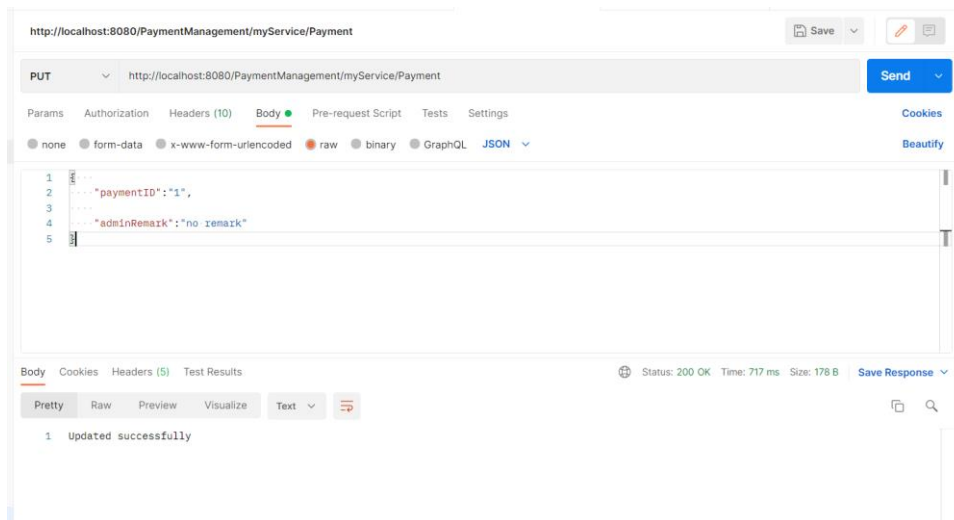 http://localhost:8080/PaymentManagement/myService/Payment
Save
PUT http://localhost:8080/PaymentManagement/myService/Payment Send
Params Authorization Headers (10) Body Pre-request Script Tests Settings Cookies
none form-data x-www-form-urlencoded raw binary GraphQL JSON Beautify
1 {
2 "paymentID":"1",
3
4 "adminRemark":"no remark"
5 }
Body Cookies Headers (5) Test Results Status: 200 OK Time: 717 ms Size: 178 B Save Response
Pretty Raw Preview Visualize Text
1 Updated successfully